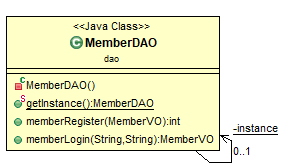 <<Java Class>>
MemberDAO
dao
MemberDAO()
getInstance():MemberDAO
memberRegister(MemberVO):int
memberLogin(String,String):MemberVO
-instance
0..1